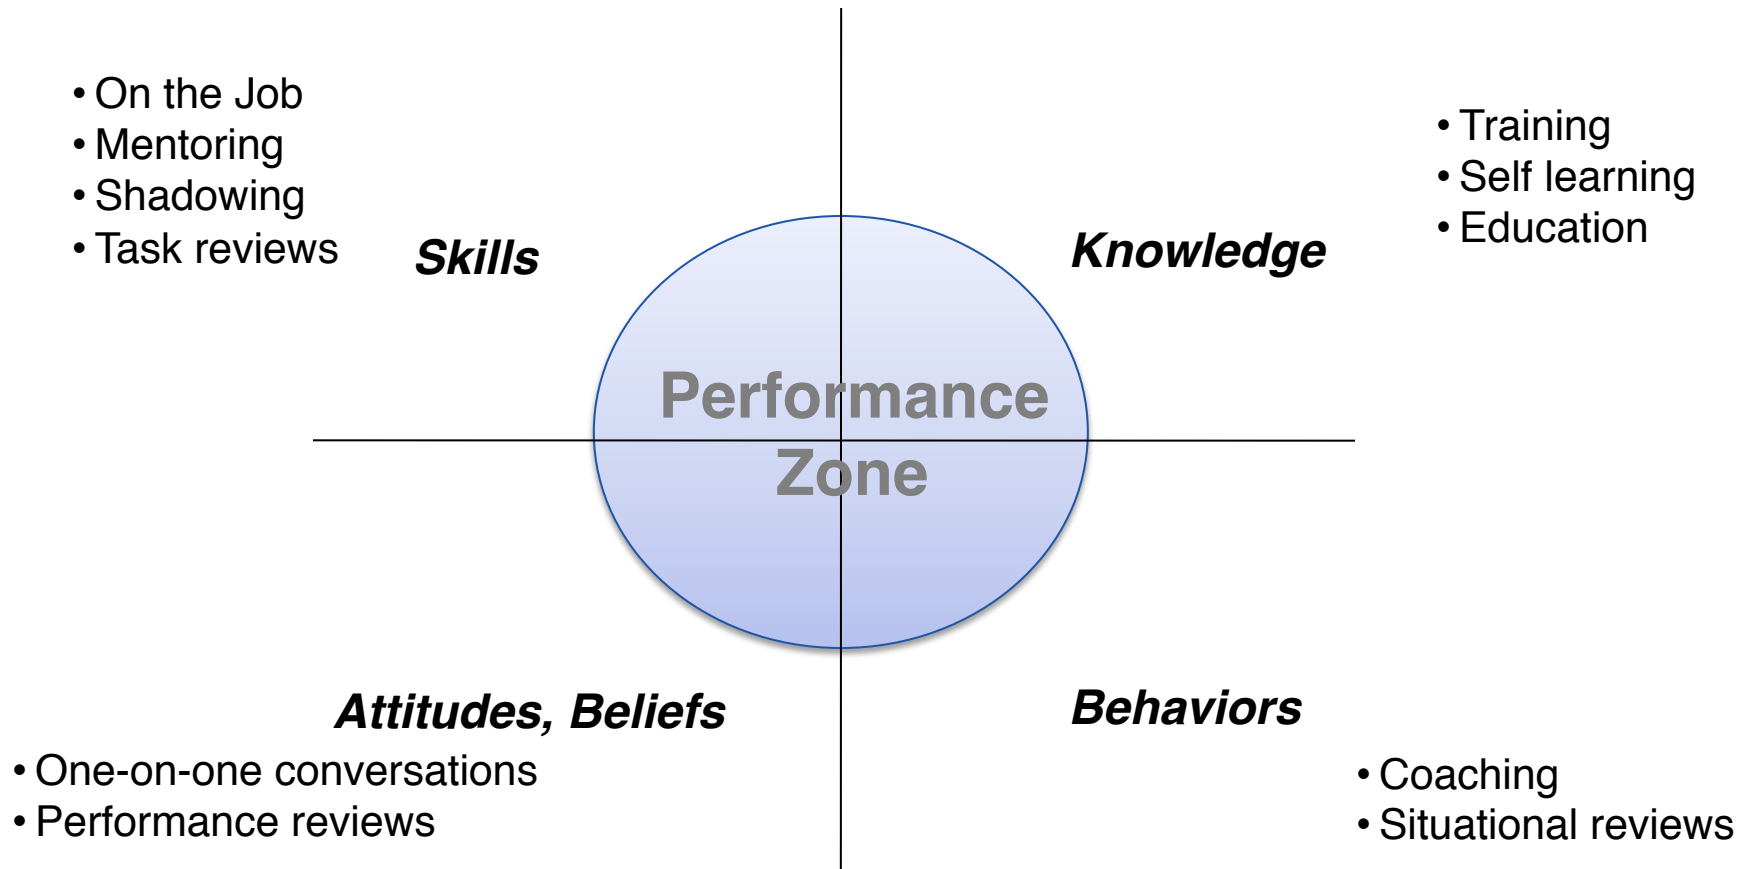 • On the Job
• Mentoring
• Shadowing
• Task reviews
Skills
Knowledge
• Training
• Self learning
• Education
Performance
Zone
Attitudes, Beliefs
• One-on-one conversations
• Performance reviews
Behaviors
• Coaching
• Situational reviews